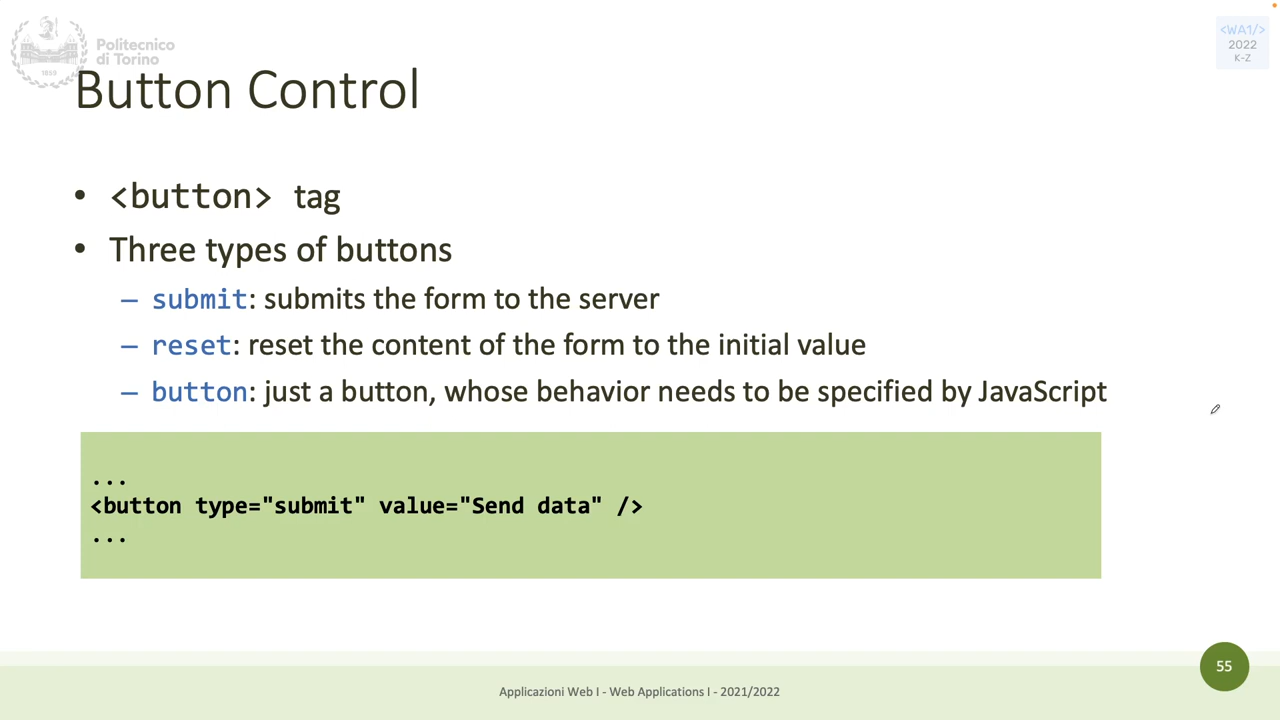 Politecnico
di Torino
1859
<WA1/>
2022
K-Z
Button Control
• <button> tag
• Three types of buttons
– submit: submits the form to the server
– reset: reset the content of the form to the initial value
– button: just a button, whose behavior needs to be specified by JavaScript
...
<button type="submit" value="Send data" />
...
55
Applicazioni Web I - Web Applications I - 2021/2022